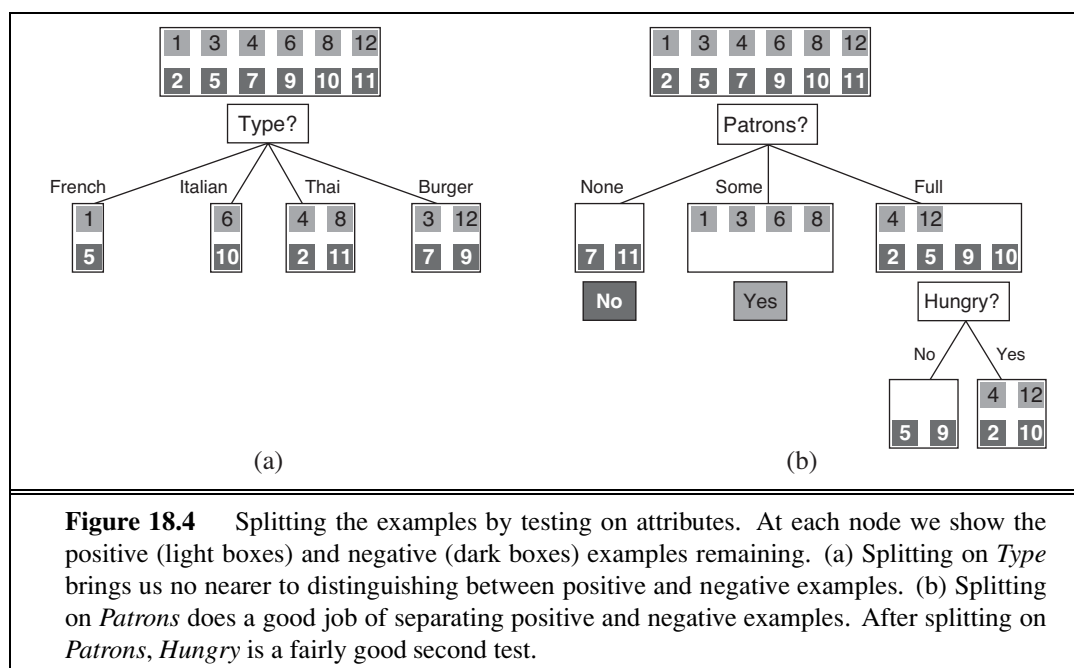 1 3 4 6 8 12
2 5 7 9 10 11
Type?
French Italian Thai Burger
1 6 4 8 3 12
5 10 2 11 7 9
(a)
1 3 4 6 8 12
2 5 7 9 10 11
Patrons?
None Some Full
1 3 6 8 4 12
7 11 2 5 9 10
No Yes Hungry?
No Yes
4 12
5 9 2 10
(b)
Figure 18.4 Splitting the examples by testing on attributes. At each node we show the
positive (light boxes) and negative (dark boxes) examples remaining. (a) Splitting on Type
brings us no nearer to distinguishing between positive and negative examples. (b) Splitting
on Patrons does a good job of separating positive and negative examples. After splitting on
Patrons, Hungry is a fairly good second test.